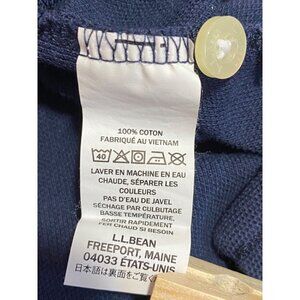 100% COTON
FABRIQUÉ AU VIETNAM
40
LAVER EN MACHINE EN EAU
CHAUDE, SÉPARER LES
COULEURS
PAS D'EAU DE JAVEL
SÉCHAGE PAR CULBUTAGE
BASSE TEMPÉRATURE,
SORTIR RAPIDEMENT
FER CHAUD SI BESOIN
L.L.BEAN
FREEPORT, MAINE
04033 ÉTATS-UNIS
日本語は裏面をご覧く